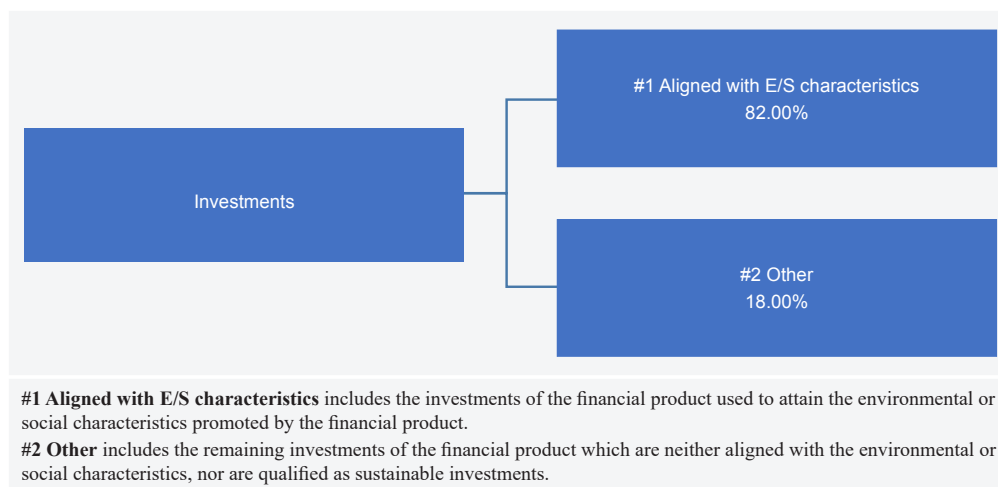 #1 Aligned with E/S characteristics
82.00%
Investments
#2 Other
18.00%
#1 Aligned with E/S characteristics includes the investments of the financial product used to attain the environmental or
social characteristics promoted by the financial product.
#2 Other includes the remaining investments of the financial product which are neither aligned with the environmental or
social characteristics, nor are qualified as sustainable investments.